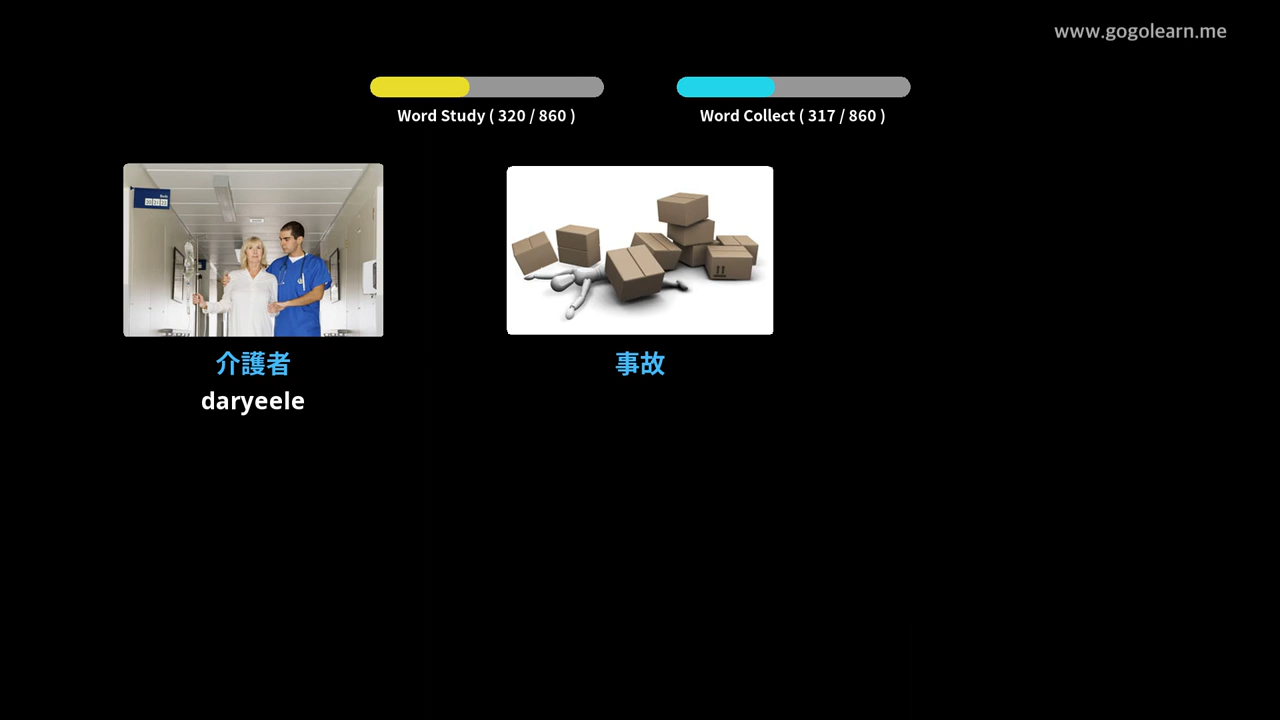 www.gogolearn.me
Word Study ( 320 / 860 )
Word Collect ( 317 / 860 )
介護者
daryeele
事故